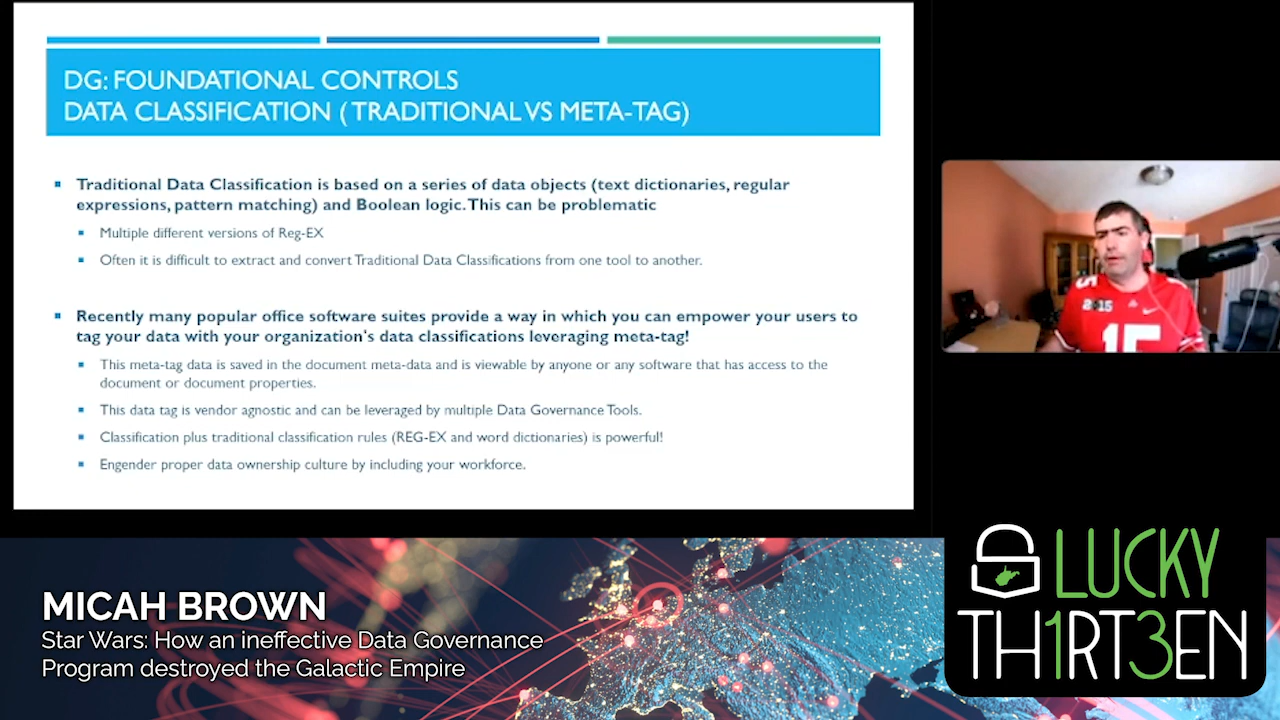 DG: FOUNDATIONAL CONTROLS
DATA CLASSIFICATION ( TRADITIONAL VS META-TAG)
Traditional Data Classification is based on a series of data objects (text dictionaries, regular
expressions, pattern matching) and Boolean logic. This can be problematic
Multiple different versions of Reg-EX
Often it is difficult to extract and convert Traditional Data Classifications from one tool to another.
Recently many popular office software suites provide a way in which you can empower your users to
tag your data with your organization's data classifications leveraging meta-tag!
This meta-tag data is saved in the document meta-data and is viewable by anyone or any software that has access to the
document or document properties.
This data tag is vendor agnostic and can be leveraged by multiple Data Governance Tools.
Classification plus traditional classification rules (REG-EX and word dictionaries) is powerful!
Engender proper data ownership culture by including your workforce.
2015
15
5
MICAH BROWN
Star Wars: How an ineffective Data Governance
Program destroyed the Galactic Empire
LUCKY
TH1RT3EN